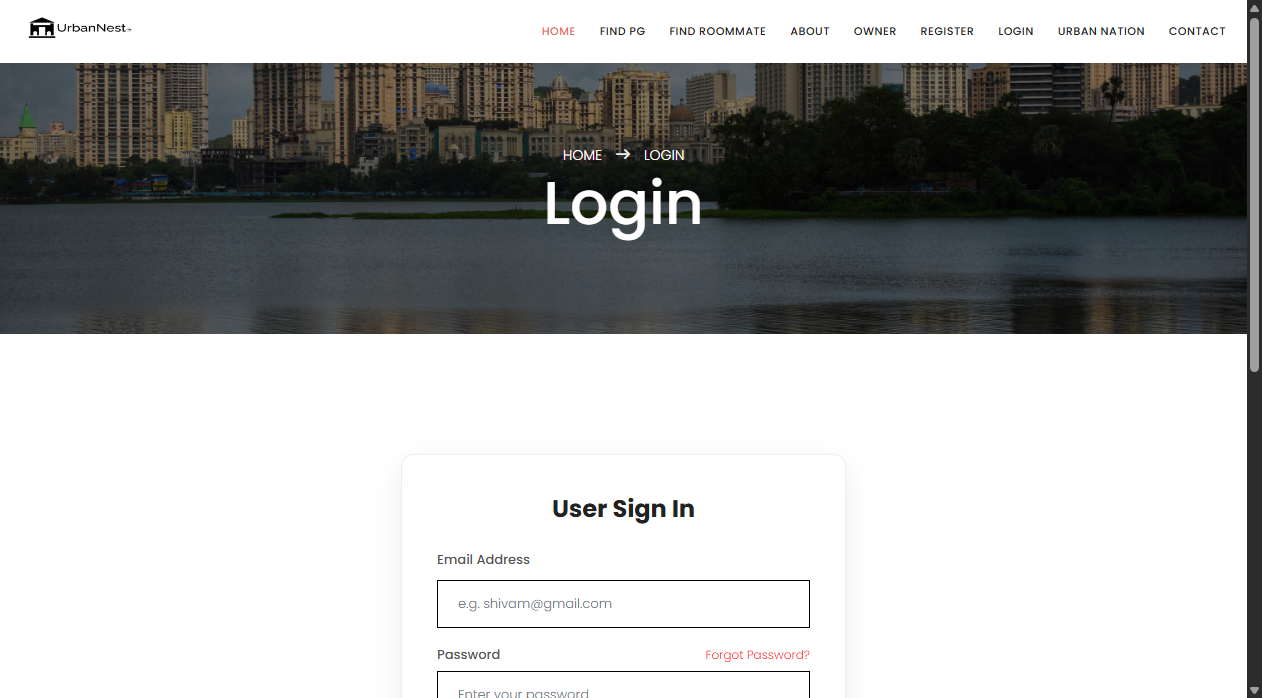 UrbanNest
HOME FIND PG FIND ROOMMATE ABOUT OWNER REGISTER LOGIN URBAN NATION CONTACT
HOME → LOGIN
Login
User Sign In
Email Address
e.g. shivam@gmail.com
Password Forgot Password?
Enter your password